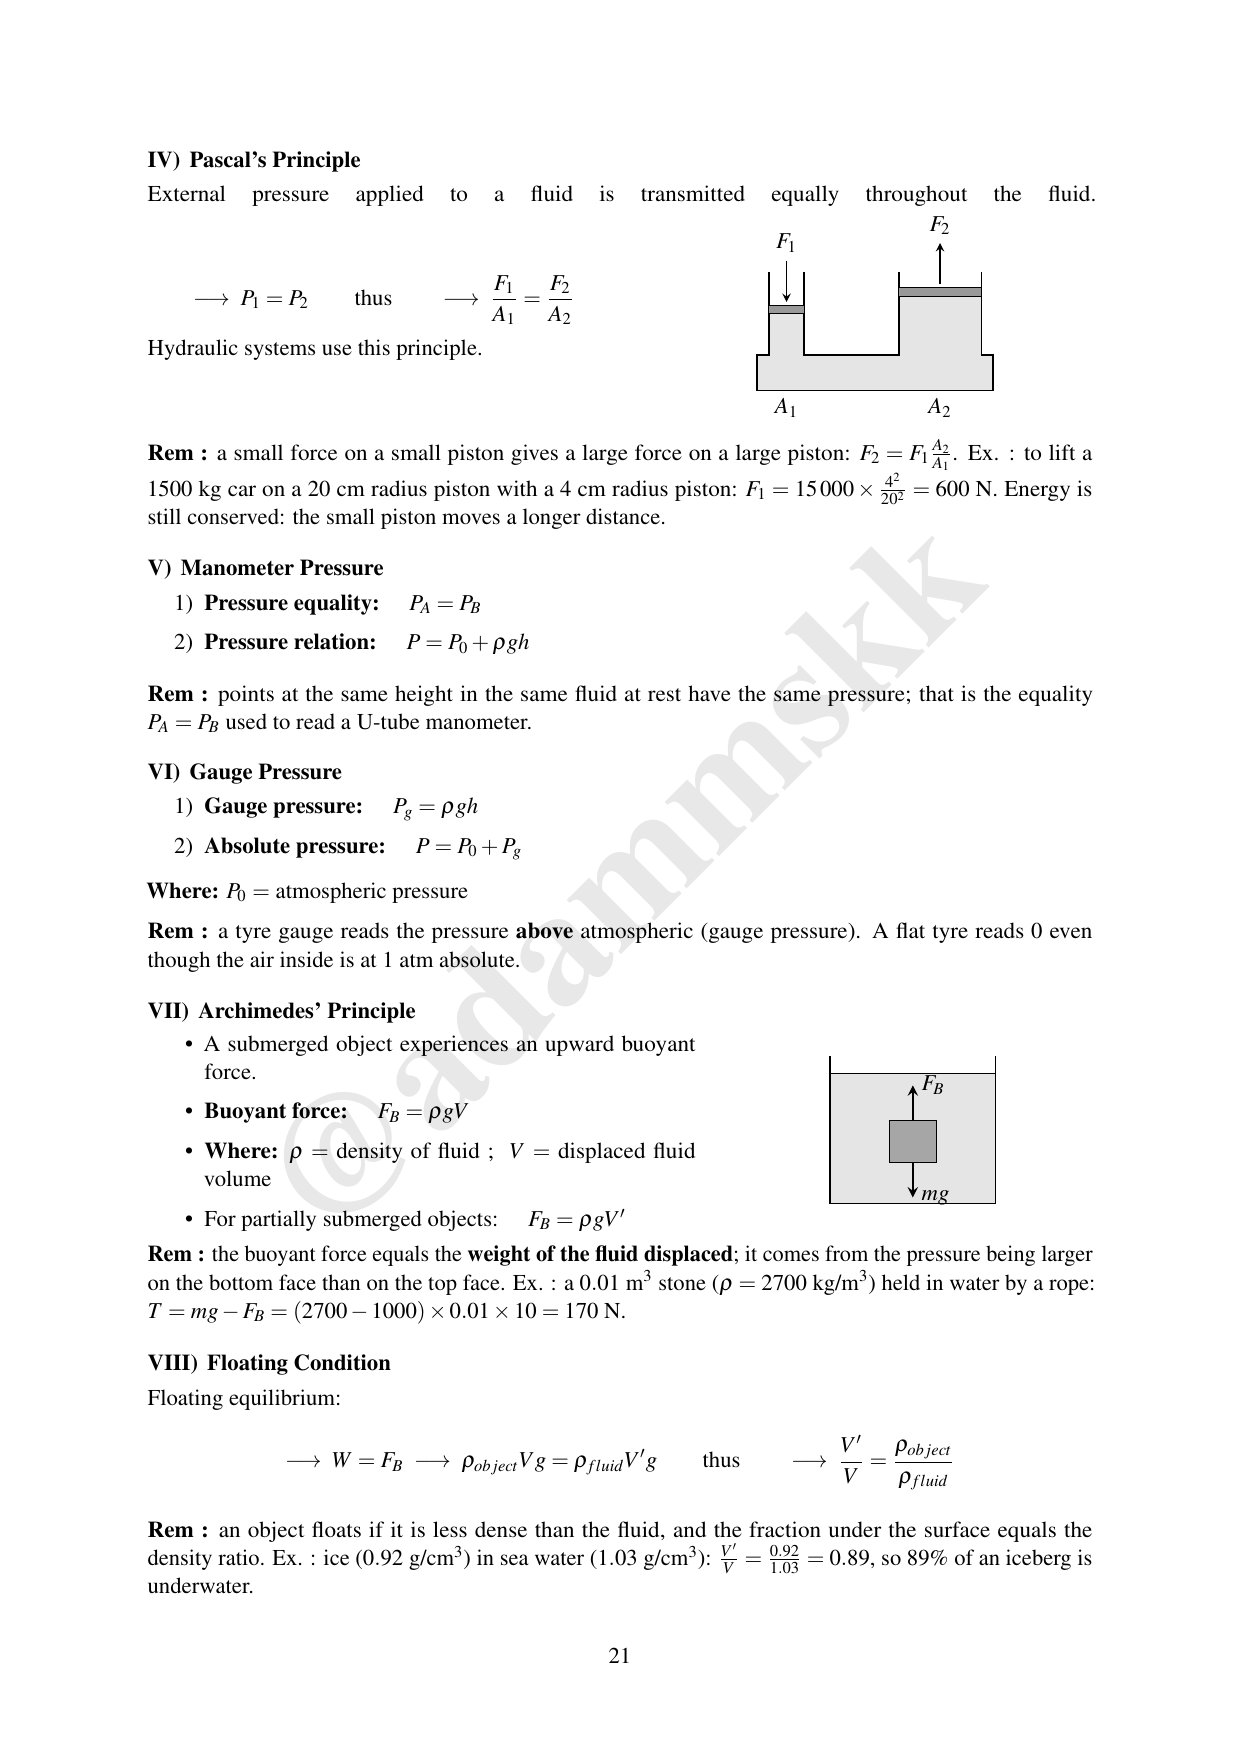 IV) Pascal's Principle
External pressure applied to a fluid is transmitted equally throughout the fluid.
⟶ P₁ = P₂ thus ⟶ F₁/A₁ = F₂/A₂
Hydraulic systems use this principle.
F₁
F₂
A₁
A₂
Rem : a small force on a small piston gives a large force on a large piston: F₂ = F₁ A₂/A₁. Ex. : to lift a
1500 kg car on a 20 cm radius piston with a 4 cm radius piston: F₁ = 15 000 × 4²/20² = 600 N. Energy is
still conserved: the small piston moves a longer distance.
V) Manometer Pressure
1) Pressure equality: P_A = P_B
2) Pressure relation: P = P₀ + ρgh
Rem : points at the same height in the same fluid at rest have the same pressure; that is the equality
P_A = P_B used to read a U-tube manometer.
VI) Gauge Pressure
1) Gauge pressure: P_g = ρgh
2) Absolute pressure: P = P₀ + P_g
Where: P₀ = atmospheric pressure
Rem : a tyre gauge reads the pressure above atmospheric (gauge pressure). A flat tyre reads 0 even
though the air inside is at 1 atm absolute.
VII) Archimedes' Principle
• A submerged object experiences an upward buoyant
force.
• Buoyant force: F_B = ρgV
• Where: ρ = density of fluid ; V = displaced fluid
volume
• For partially submerged objects: F_B = ρgV′
F_B
mg
Rem : the buoyant force equals the weight of the fluid displaced; it comes from the pressure being larger
on the bottom face than on the top face. Ex. : a 0.01 m³ stone (ρ = 2700 kg/m³) held in water by a rope:
T = mg − F_B = (2700 − 1000) × 0.01 × 10 = 170 N.
VIII) Floating Condition
Floating equilibrium:
⟶ W = F_B ⟶ ρ_object Vg = ρ_fluid V′g thus ⟶ V′/V = ρ_object/ρ_fluid
Rem : an object floats if it is less dense than the fluid, and the fraction under the surface equals the
density ratio. Ex. : ice (0.92 g/cm³) in sea water (1.03 g/cm³): V′/V = 0.92/1.03 = 0.89, so 89% of an iceberg is
underwater.
21
@adammskk